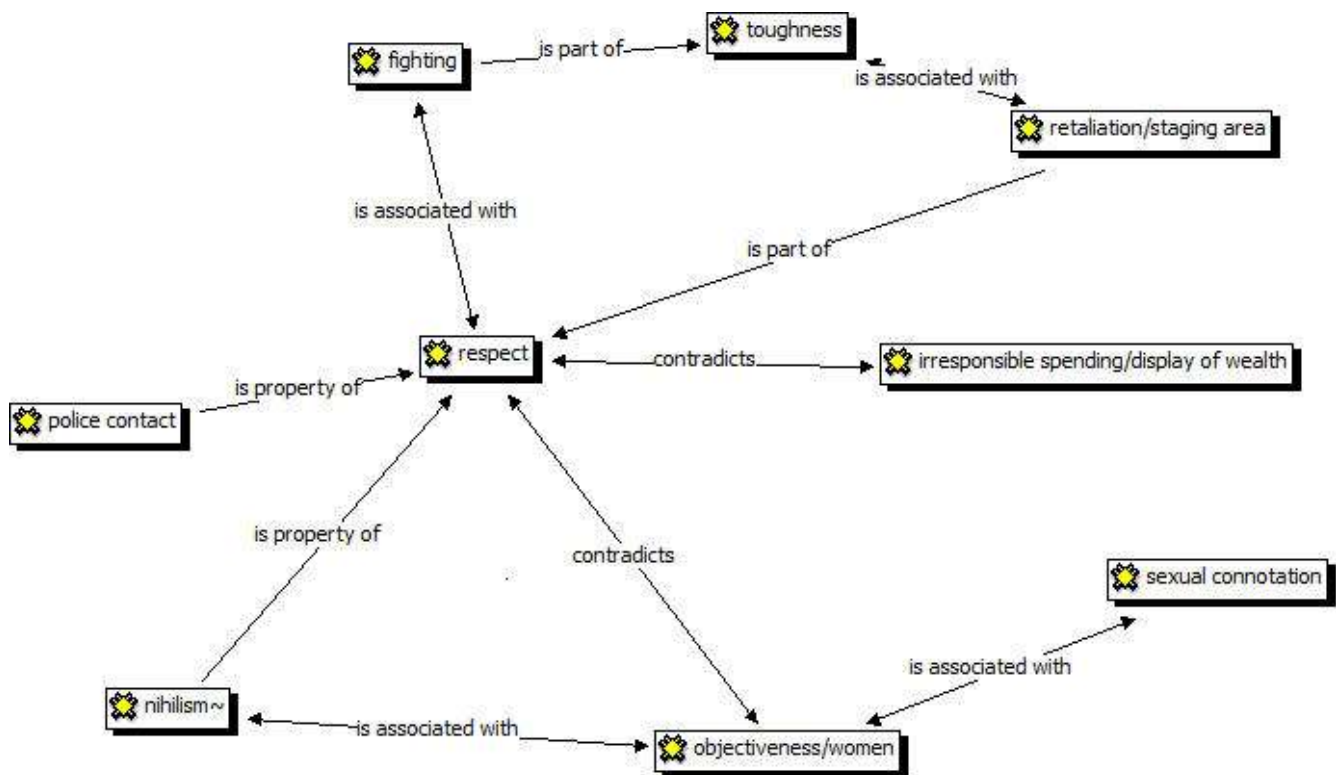 toughness
is part of
fighting
is associated with
retaliation/staging area
is associated with
is part of
respect
contradicts
irresponsible spending/display of wealth
is property of
police contact
is property of
contradicts
sexual connotation
is associated with
nihilism~
is associated with
objectiveness/women